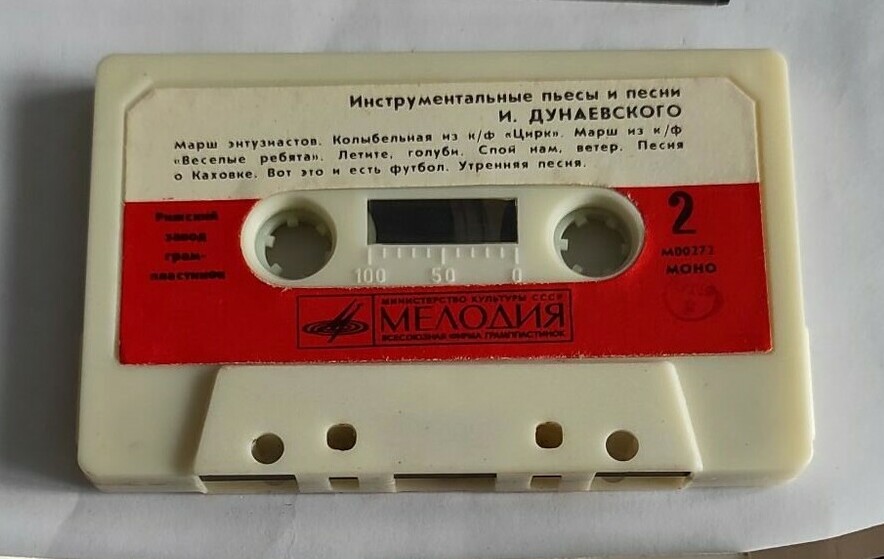 Инструментальные пьесы и песни
И. ДУНАЕВСКОГО
Марш энтузиастов. Колыбельная из к/ф «Цирк». Марш из к/ф
«Веселые ребята». Летите, голуби. Спой нам, ветер. Песня
о Каховке. Вот это и есть футбол. Утренняя песня.
Рижский
завод
грам-
пластинок
2
М00272
МОНО
100 50 0
МИНИСТЕРСТВО КУЛЬТУРЫ СССР
МЕЛОДИЯ
ВСЕСОЮЗНАЯ ФИРМА ГРАМПЛАСТИНОК